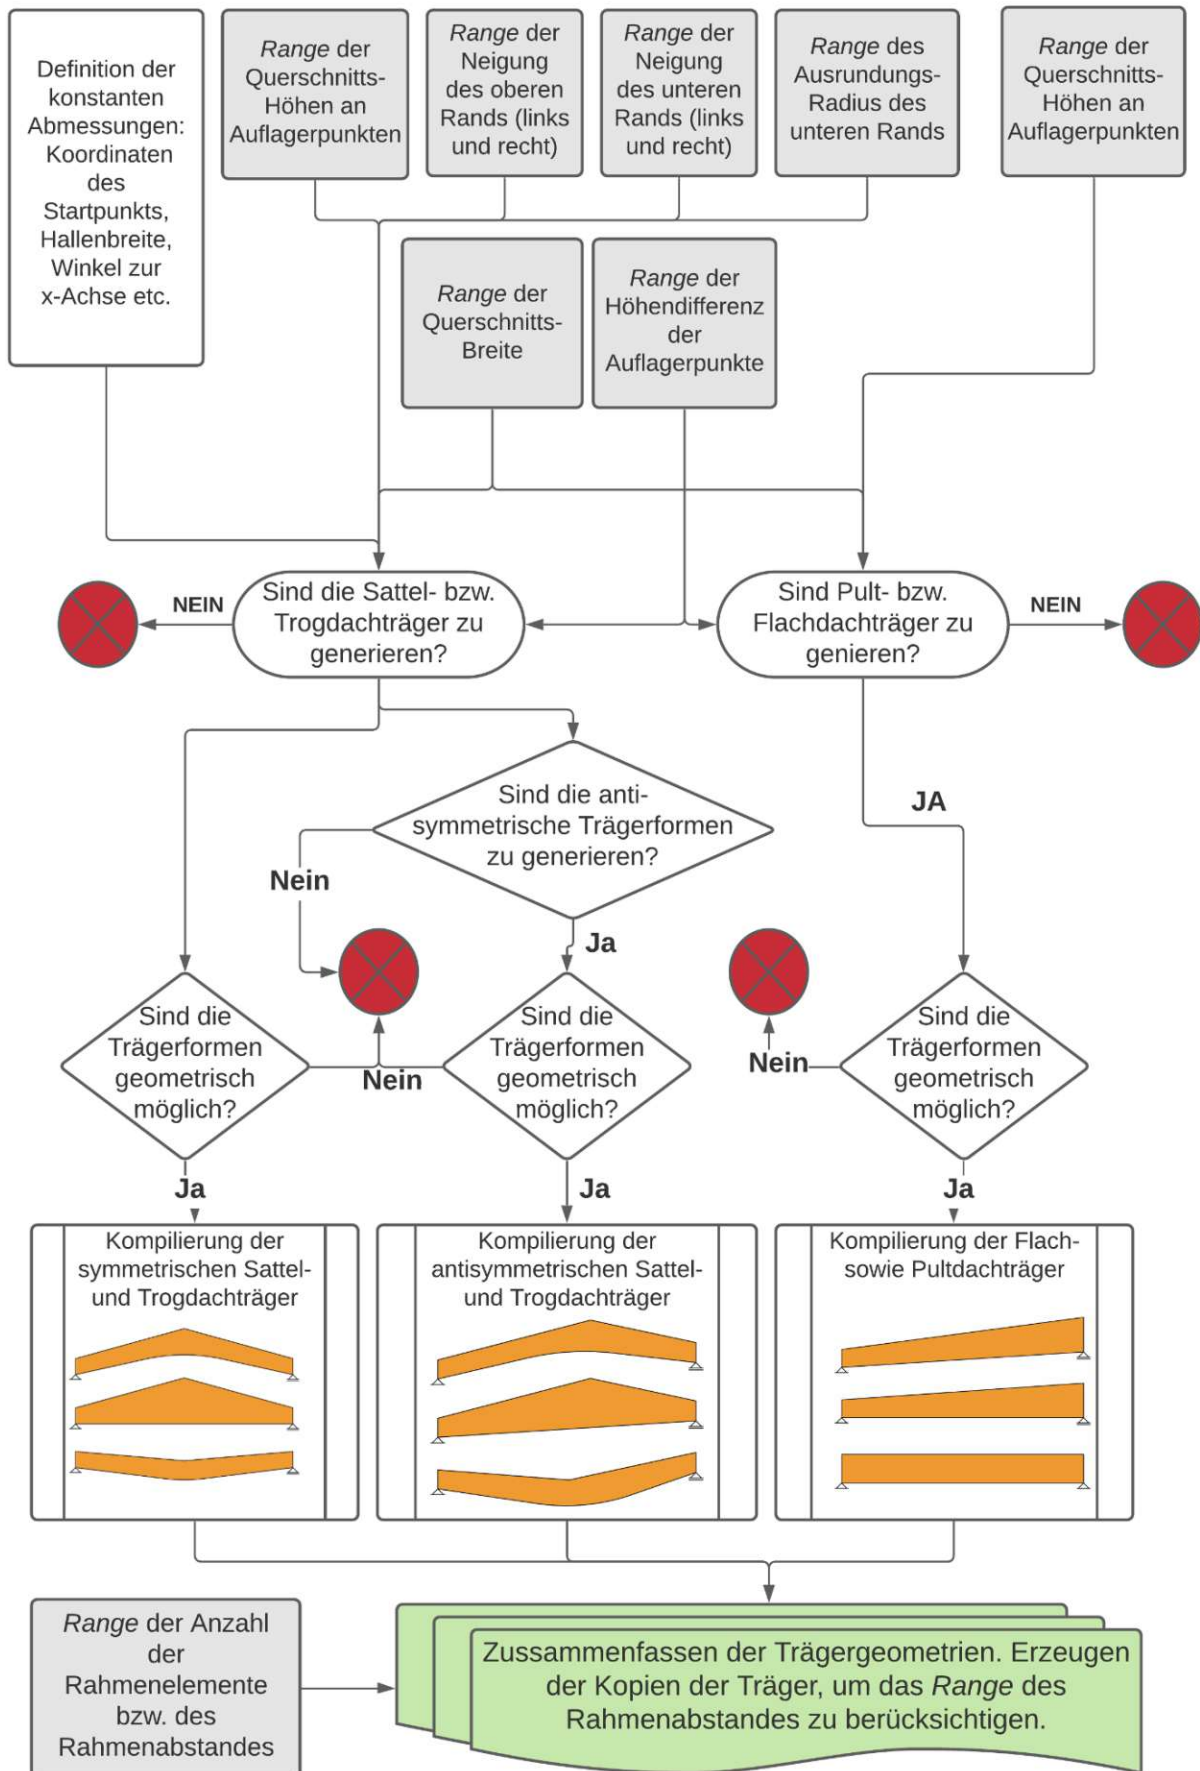 Definition der
konstanten
Abmessungen:
Koordinaten
des
Startpunkts,
Hallenbreite,
Winkel zur
x-Achse etc.
Range der
Querschnitts-
Höhen an
Auflagerpunkten
Range der
Neigung
des oberen
Rands (links
und recht)
Range der
Neigung
des unteren
Rands (links
und recht)
Range des
Ausrundungs-
Radius des
unteren Rands
Range der
Querschnitts-
Höhen an
Auflagerpunkten
Range der
Querschnitts-
Breite
Range der
Höhendifferenz
der
Auflagerpunkte
NEIN
Sind die Sattel- bzw.
Trogdachträger zu
generieren?
Sind Pult- bzw.
Flachdachträger zu
genieren?
NEIN
Sind die anti-
symmetrische Trägerformen
zu generieren?
JA
Nein
Ja
Sind die
Trägerformen
geometrisch
möglich?
Nein
Sind die
Trägerformen
geometrisch
möglich?
Nein
Sind die
Trägerformen
geometrisch
möglich?
Ja
Ja
Ja
Kompilierung der
symmetrischen Sattel-
und Trogdachträger
Kompilierung der
antisymmetrischen Sattel-
und Trogdachträger
Kompilierung der Flach-
sowie Pultdachträger
Range der Anzahl
der
Rahmenelemente
bzw. des
Rahmenabstandes
Zussammenfassen der Trägergeometrien. Erzeugen
der Kopien der Träger, um das Range des
Rahmenabstandes zu berücksichtigen.